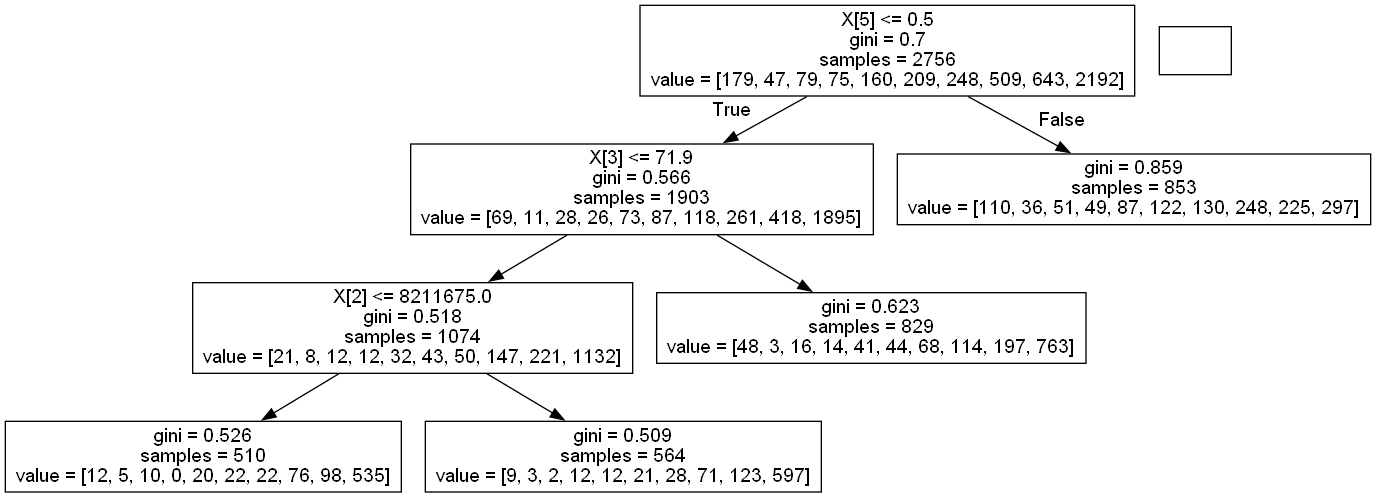 X[5] <= 0.5
gini = 0.7
samples = 2756
value = [179, 47, 79, 75, 160, 209, 248, 509, 643, 2192]
True
False
X[3] <= 71.9
gini = 0.566
samples = 1903
value = [69, 11, 28, 26, 73, 87, 118, 261, 418, 1895]
gini = 0.859
samples = 853
value = [110, 36, 51, 49, 87, 122, 130, 248, 225, 297]
X[2] <= 8211675.0
gini = 0.518
samples = 1074
value = [21, 8, 12, 12, 32, 43, 50, 147, 221, 1132]
gini = 0.623
samples = 829
value = [48, 3, 16, 14, 41, 44, 68, 114, 197, 763]
gini = 0.526
samples = 510
value = [12, 5, 10, 0, 20, 22, 22, 76, 98, 535]
gini = 0.509
samples = 564
value = [9, 3, 2, 12, 12, 21, 28, 71, 123, 597]